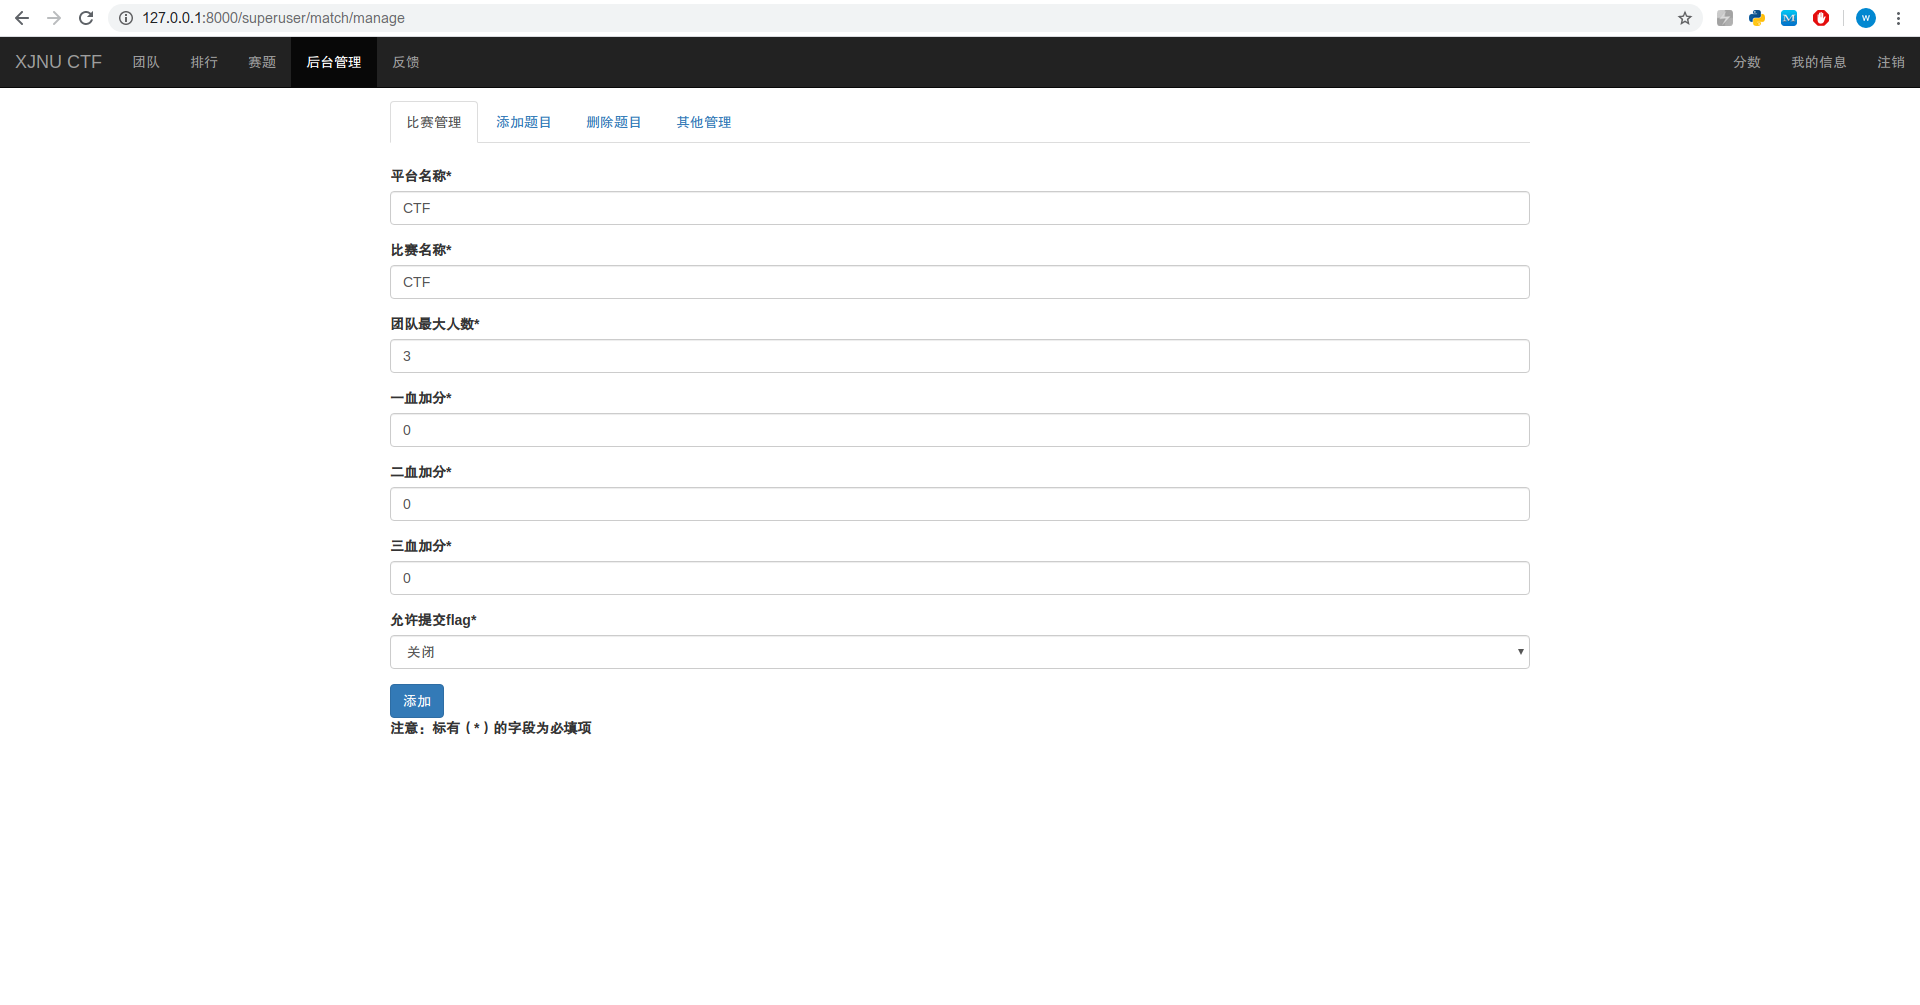 127.0.0.1:8000/superuser/match/manage
XJNU CTF 团队 排行 赛题 后台管理 反馈 分数 我的信息 注销
比赛管理 添加题目 删除题目 其他管理
平台名称*
CTF
比赛名称*
CTF
团队最大人数*
3
一血加分*
0
二血加分*
0
三血加分*
0
允许提交flag*
关闭
添加
注意：标有 ( * ) 的字段为必填项